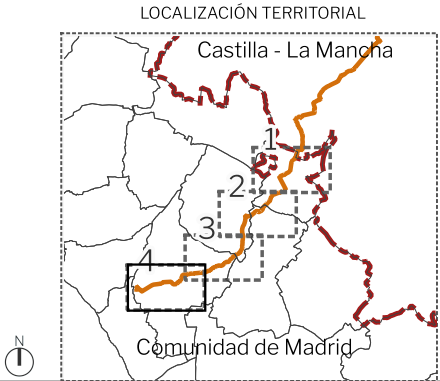 LOCALIZACIÓN TERRITORIAL
Castilla - La Mancha
1
2
3
4
N
Comunidad de Madrid